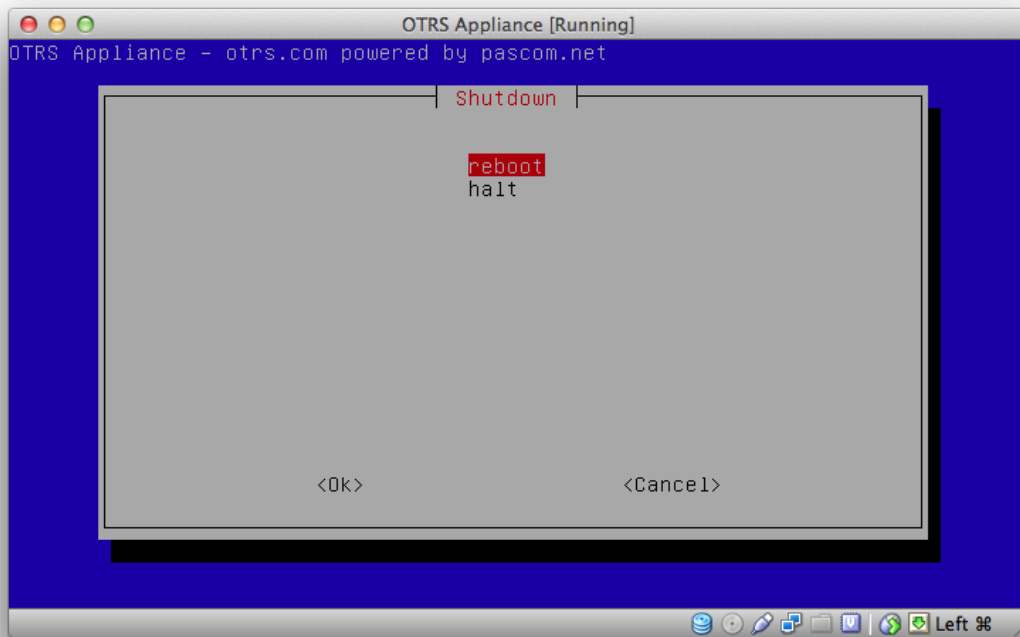 OTRS Appliance [Running]
OTRS Appliance - otrs.com powered by pascom.net
Shutdown
reboot
halt
<Ok> <Cancel>
Left ⌘